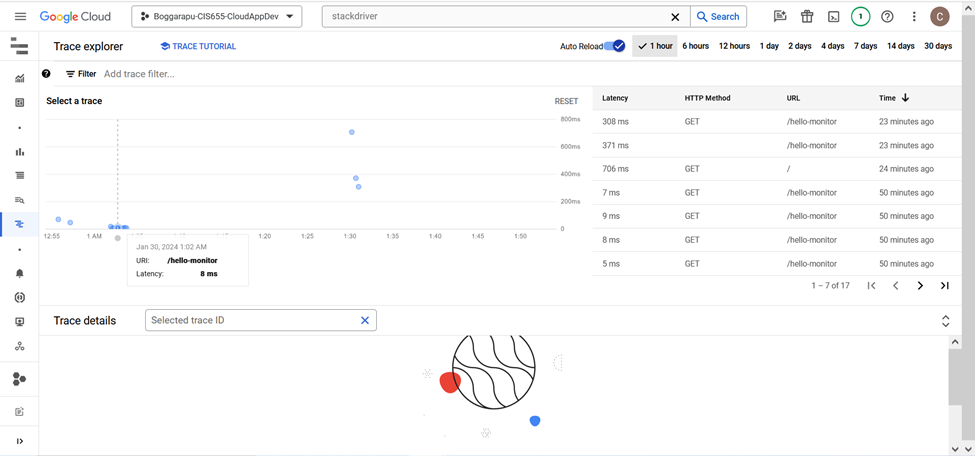 Google Cloud Boggarapu-CIS655-CloudAppDev stackdriver Search 1 C
Trace explorer TRACE TUTORIAL Auto Reload 1 hour 6 hours 12 hours 1 day 2 days 4 days 7 days 14 days 30 days
? Filter Add trace filter...
Select a trace RESET
800ms
600ms
400ms
200ms
0
12:55 1 AM 1:15 1:20 1:25 1:30 1:35 1:40 1:45 1:50
Jan 30, 2024 1:02 AM
URI: /hello-monitor
Latency: 8 ms
Latency HTTP Method URL Time
308 ms GET /hello-monitor 23 minutes ago
371 ms /hello-monitor 23 minutes ago
706 ms GET / 24 minutes ago
7 ms GET /hello-monitor 50 minutes ago
9 ms GET /hello-monitor 50 minutes ago
8 ms GET /hello-monitor 50 minutes ago
5 ms GET /hello-monitor 50 minutes ago
1 – 7 of 17
Trace details Selected trace ID